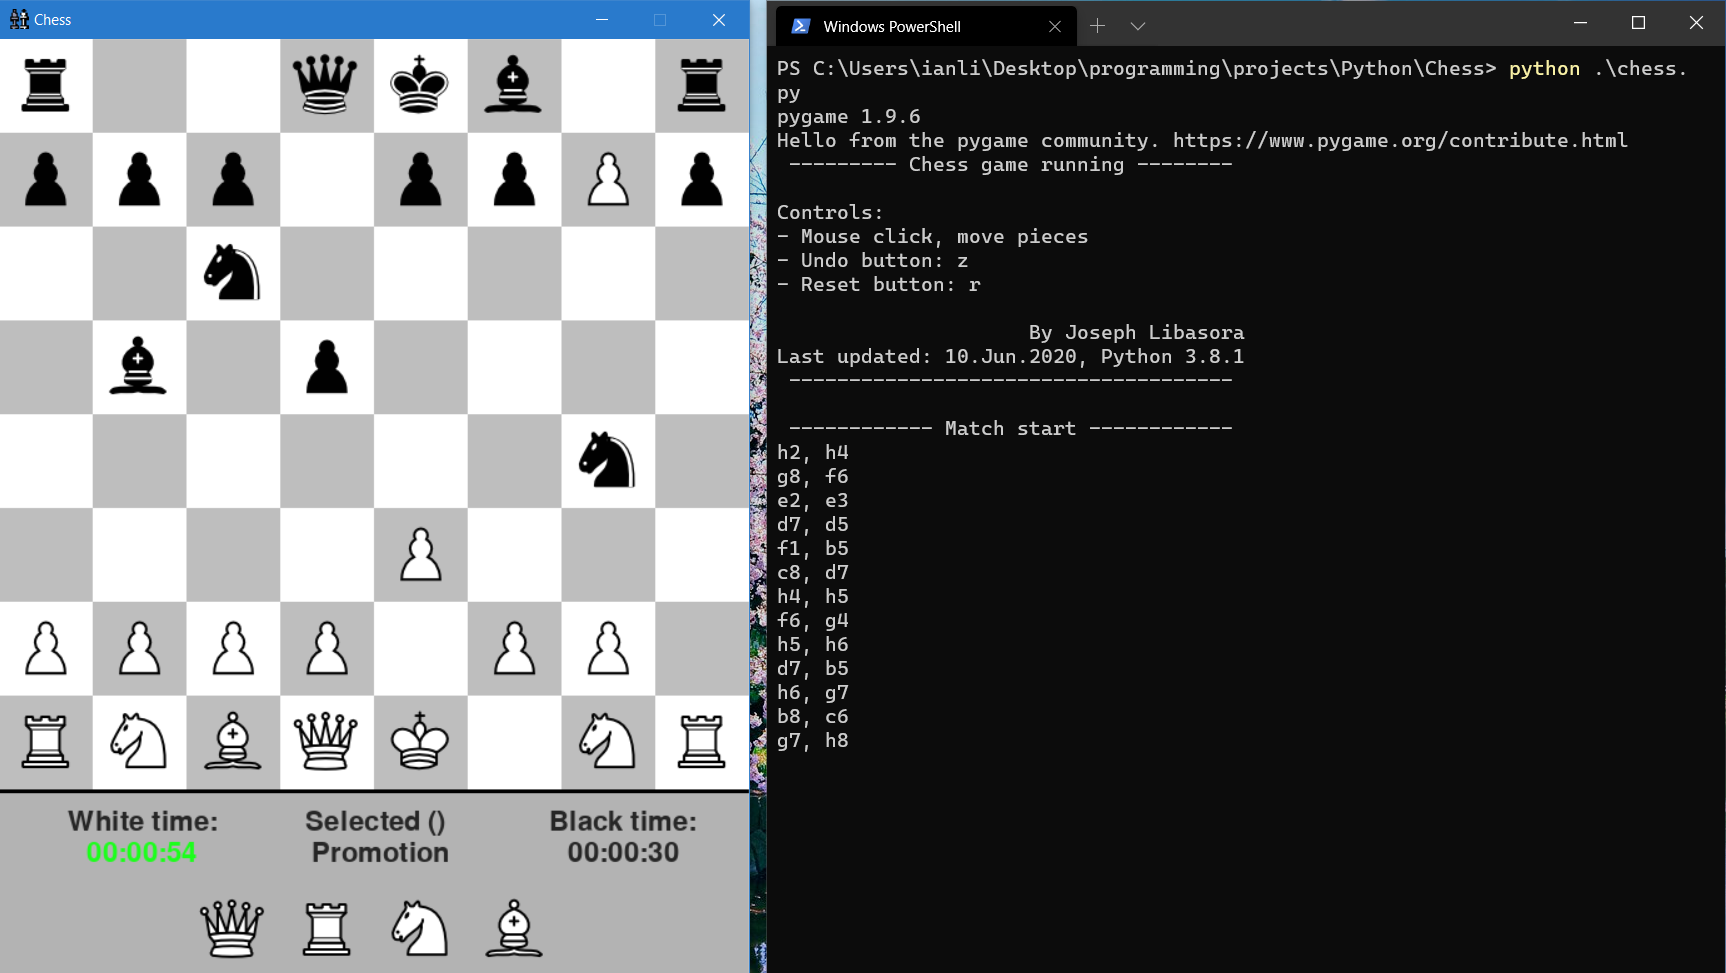 Chess
White time:
00:00:54
Selected ()
Promotion
Black time:
00:00:30
Windows PowerShell
PS C:\Users\ianli\Desktop\programming\projects\Python\Chess> python .\chess.
py
pygame 1.9.6
Hello from the pygame community. https://www.pygame.org/contribute.html
--------- Chess game running --------
Controls:
- Mouse click, move pieces
- Undo button: z
- Reset button: r
By Joseph Libasora
Last updated: 10.Jun.2020, Python 3.8.1
-------------------------------------
------------ Match start ------------
h2, h4
g8, f6
e2, e3
d7, d5
f1, b5
c8, d7
h4, h5
f6, g4
h5, h6
d7, b5
h6, g7
b8, c6
g7, h8